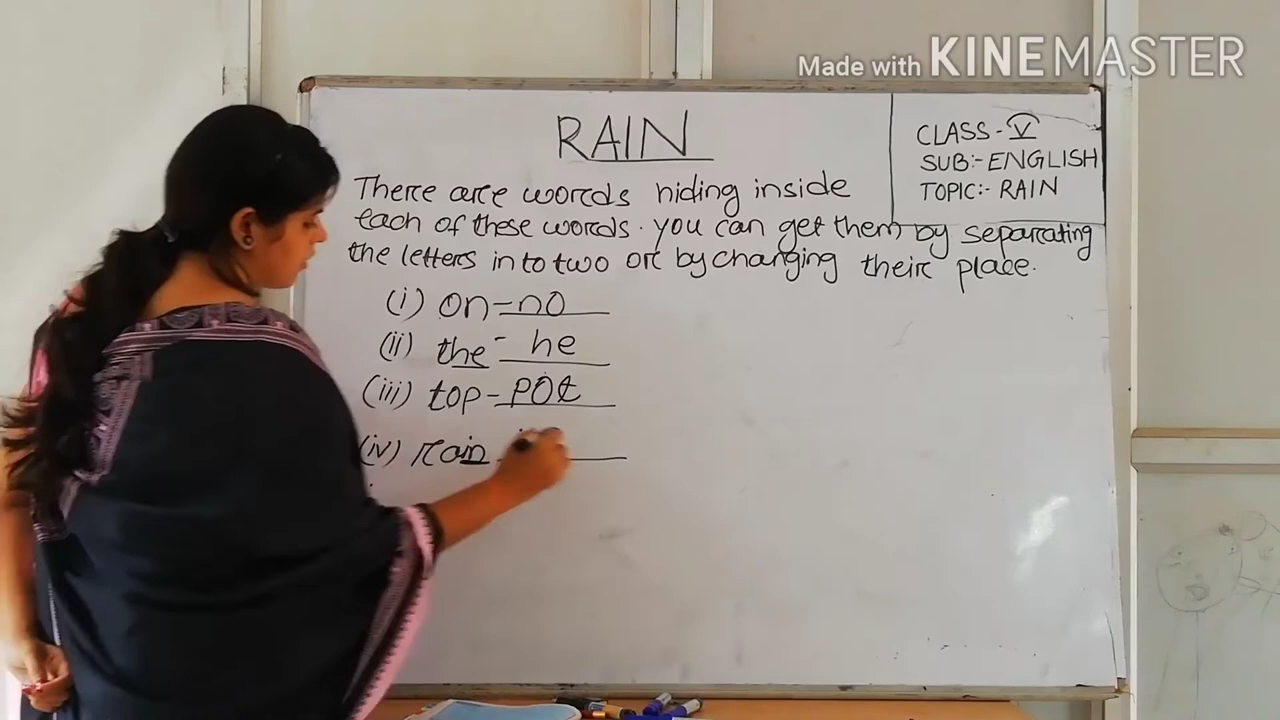 Made with KINEMASTER
RAIN
CLASS - V
SUB:- ENGLISH
TOPIC:- RAIN
There are words hiding inside
each of these words. you can get them by separating
the letters in to two or by changing their place.
(i) on - no
(ii) the - he
(iii) top - pot
(iv) rain -